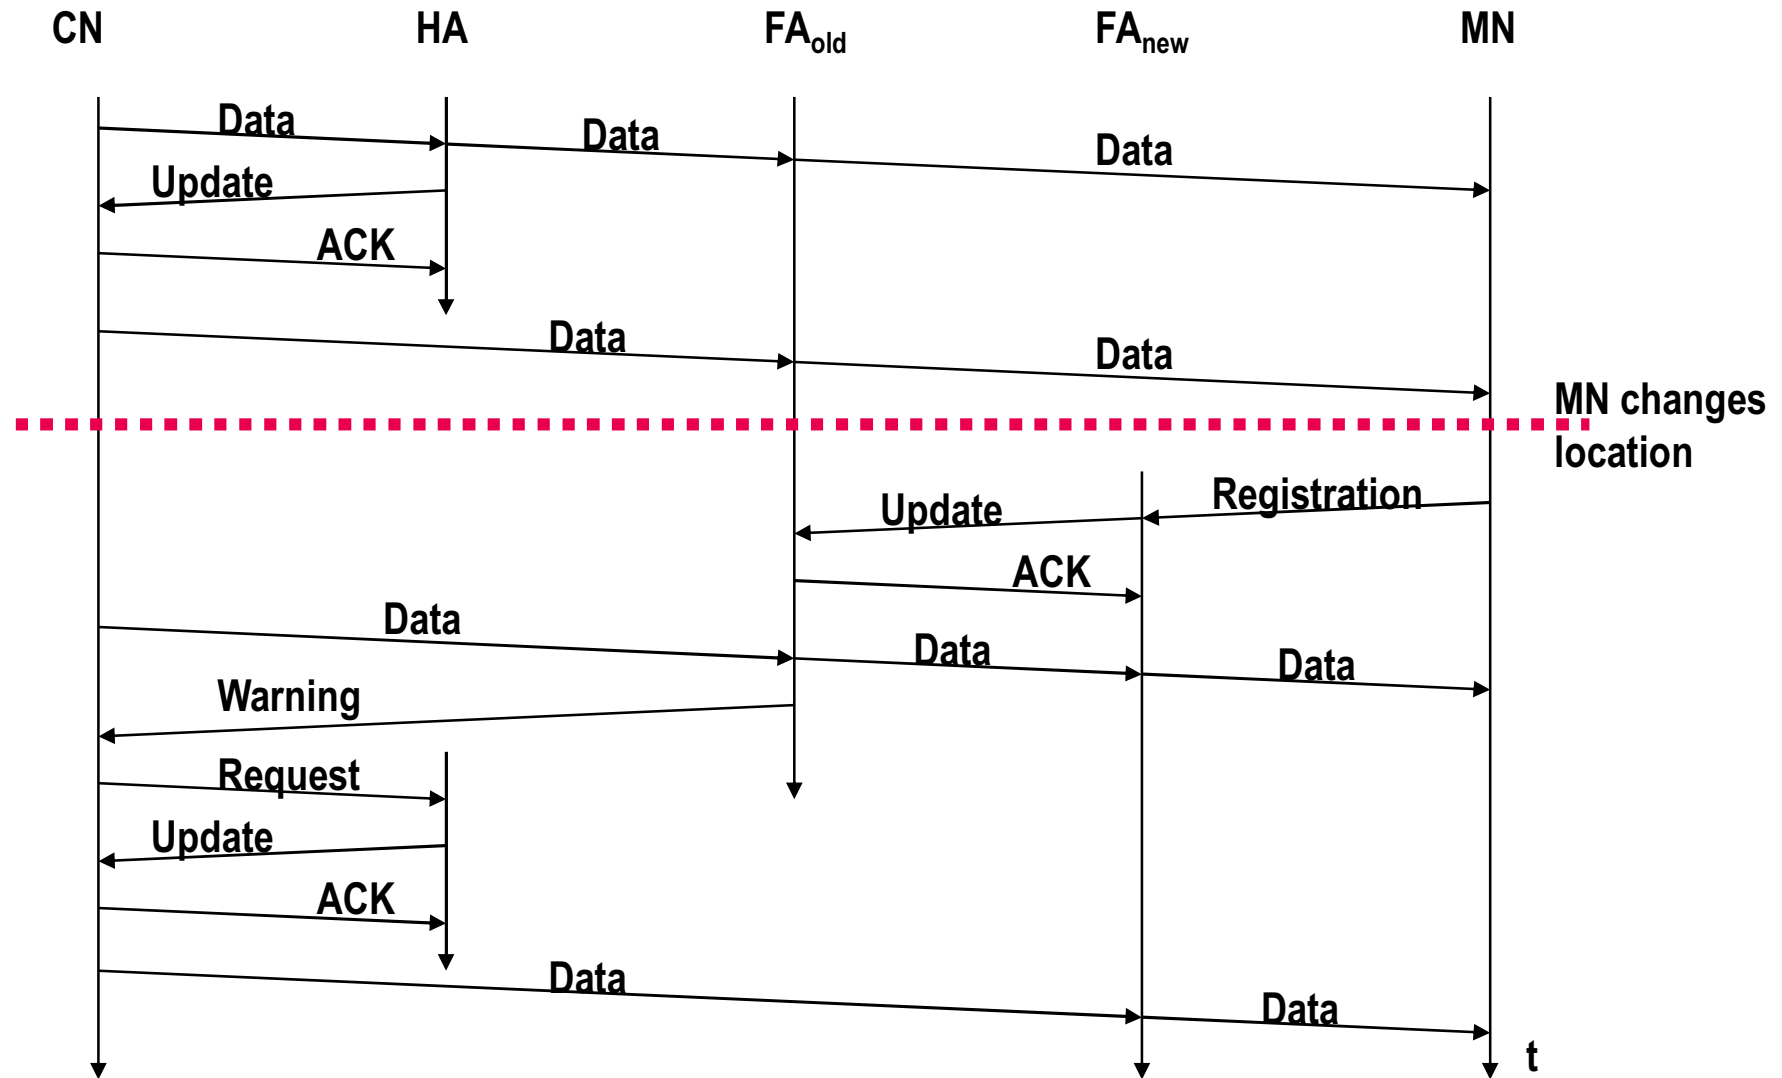 CN HA FAold FAnew MN
Data Data Data
Update
ACK
Data Data
MN changes
location
Update Registration
ACK
Data Data Data
Warning
Request
Update
ACK
Data Data
t